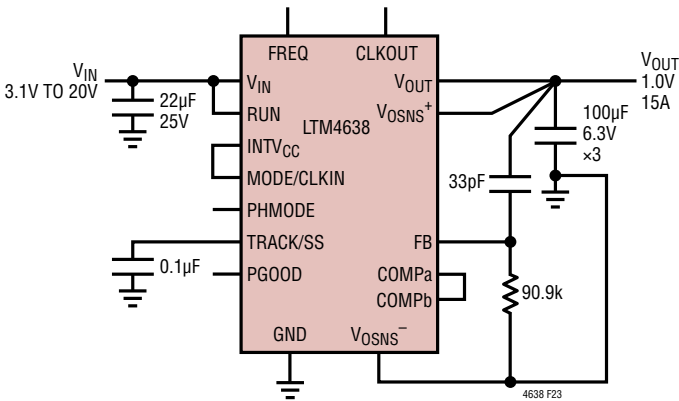 FREQ
CLKOUT
V_IN
3.1V TO 20V
22µF
25V
V_IN
RUN
INTV_CC
MODE/CLKIN
PHMODE
TRACK/SS
PGOOD
0.1µF
LTM4638
V_OUT
V_OSNS^+
FB
COMPa
COMPb
GND
V_OSNS^–
V_OUT
1.0V
15A
100µF
6.3V
×3
33pF
90.9k
4638 F23